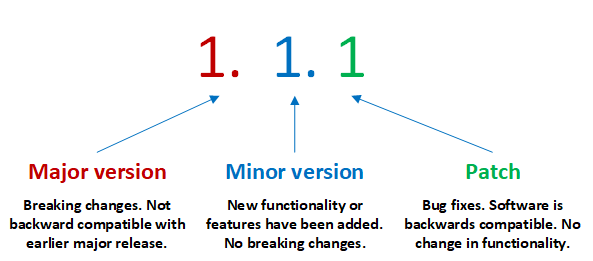 1. 1. 1
Major version
Breaking changes. Not
backward compatible with
earlier major release.
Minor version
New functionality or
features have been added.
No breaking changes.
Patch
Bug fixes. Software is
backwards compatible. No
change in functionality.